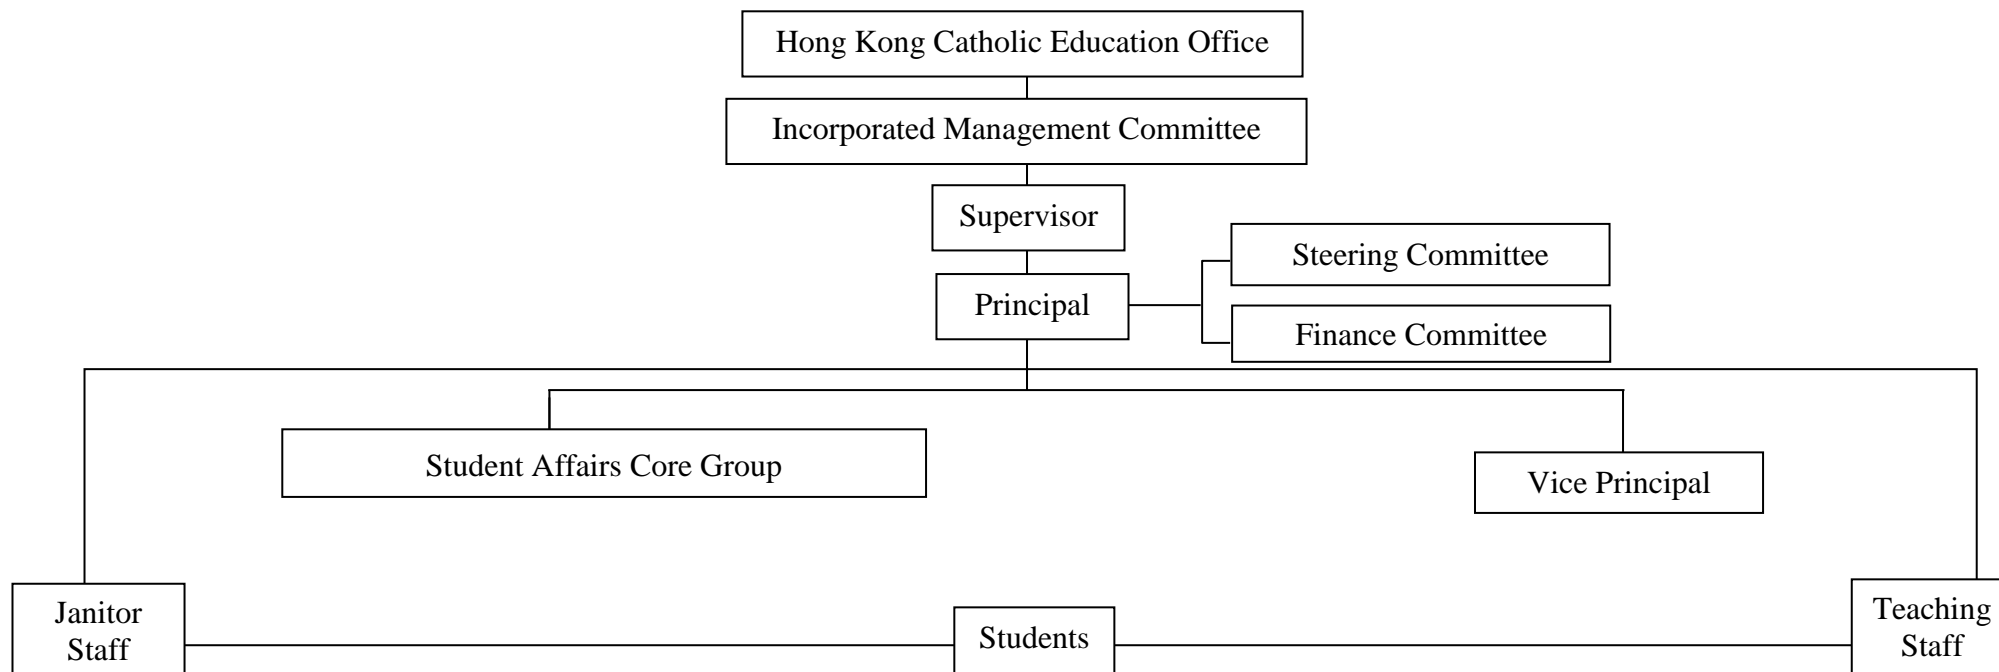 Hong Kong Catholic Education Office
Incorporated Management Committee
Supervisor
Steering Committee
Principal
Finance Committee
Student Affairs Core Group
Vice Principal
Janitor
Staff
Students
Teaching
Staff